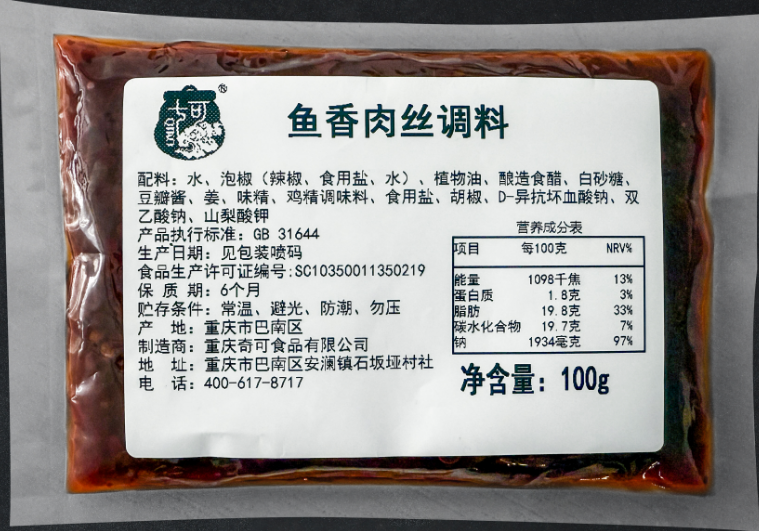 奇可
QIKE
®
鱼香肉丝调料
配料：水、泡椒（辣椒、食用盐、水）、植物油、酿造食醋、白砂糖、
豆瓣酱、姜、味精、鸡精调味料、食用盐、胡椒、D-异抗坏血酸钠、双
乙酸钠、山梨酸钾
产品执行标准：GB 31644
生产日期：见包装喷码
食品生产许可证编号:SC10350011350219
保 质 期：6个月
贮存条件：常温、避光、防潮、勿压
产 地：重庆市巴南区
制造商：重庆奇可食品有限公司
地 址：重庆市巴南区安澜镇石坂垭村社
电 话：400-617-8717
营养成分表
项目 每100克 NRV%
能量 1098千焦 13%
蛋白质 1.8克 3%
脂肪 19.8克 33%
碳水化合物 19.7克 7%
钠 1934毫克 97%
净含量：100g